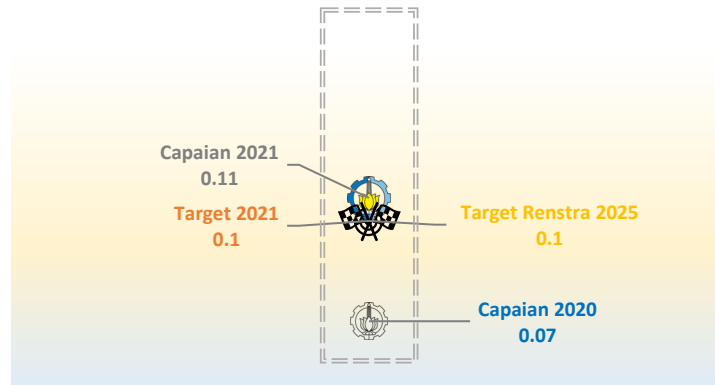 Capaian 2021
0.11
Target 2021
0.1
Target Renstra 2025
0.1
Capaian 2020
0.07